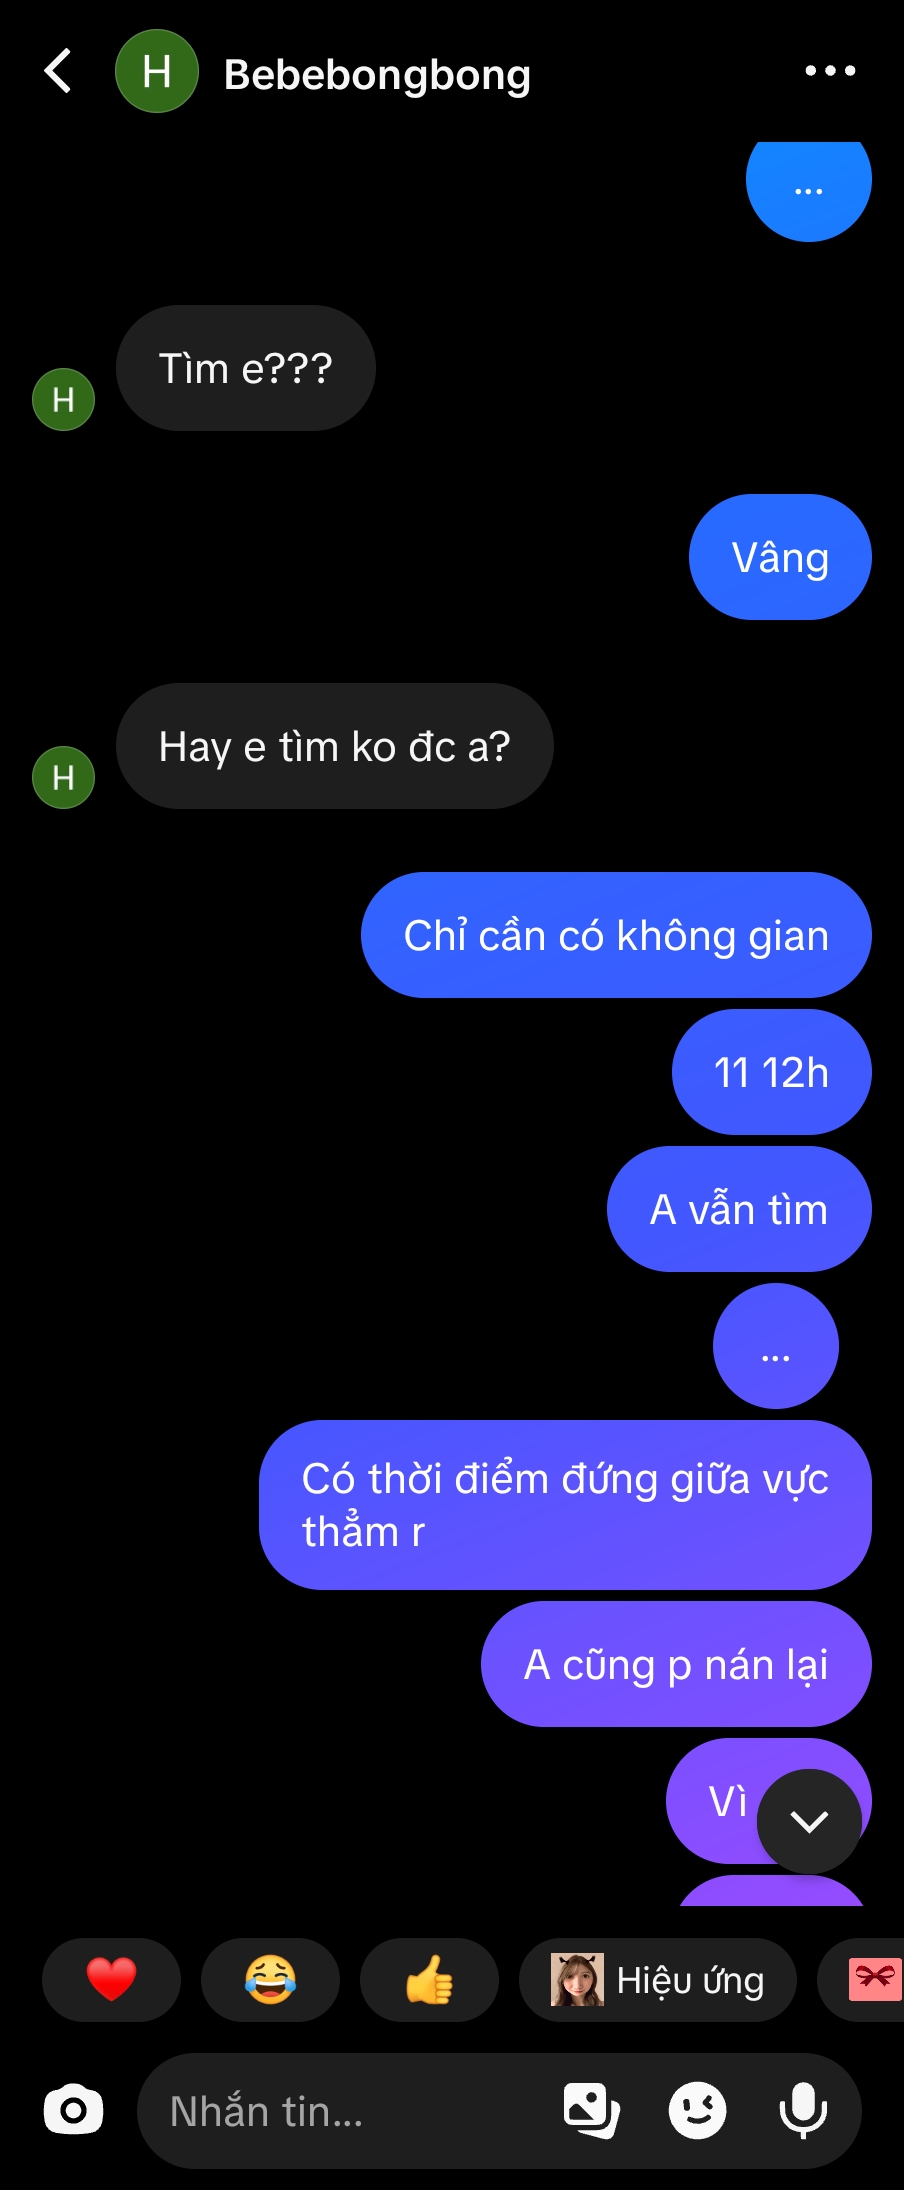 H
Bebebongbong
...
Tìm e???
H
Vâng
Hay e tìm ko đc a?
H
Chỉ cần có không gian
11 12h
A vẫn tìm
...
Có thời điểm đứng giữa vực
thẳm r
A cũng p nán lại
Vì
Hiệu ứng
Nhắn tin...